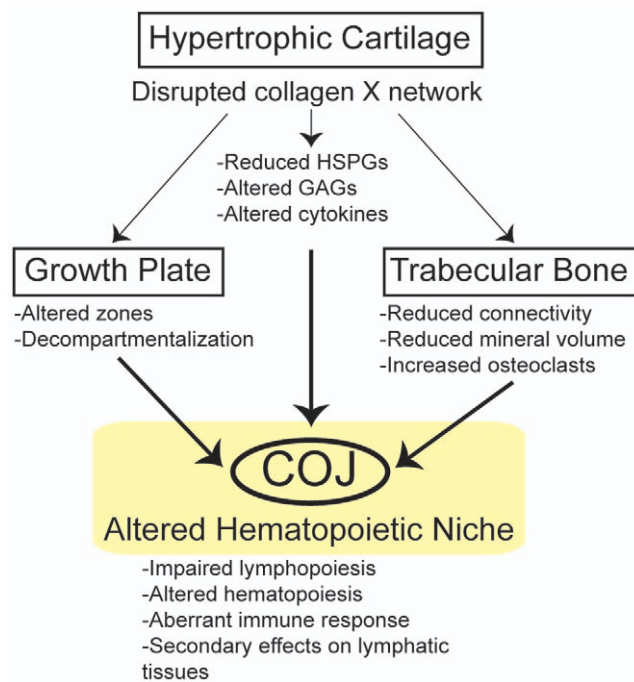 Hypertrophic Cartilage
Disrupted collagen X network
-Reduced HSPGs
-Altered GAGs
-Altered cytokines
Growth Plate
-Altered zones
-Decompartmentalization
Trabecular Bone
-Reduced connectivity
-Reduced mineral volume
-Increased osteoclasts
COJ
Altered Hematopoietic Niche
-Impaired lymphopoiesis
-Altered hematopoiesis
-Aberrant immune response
-Secondary effects on lymphatic
tissues